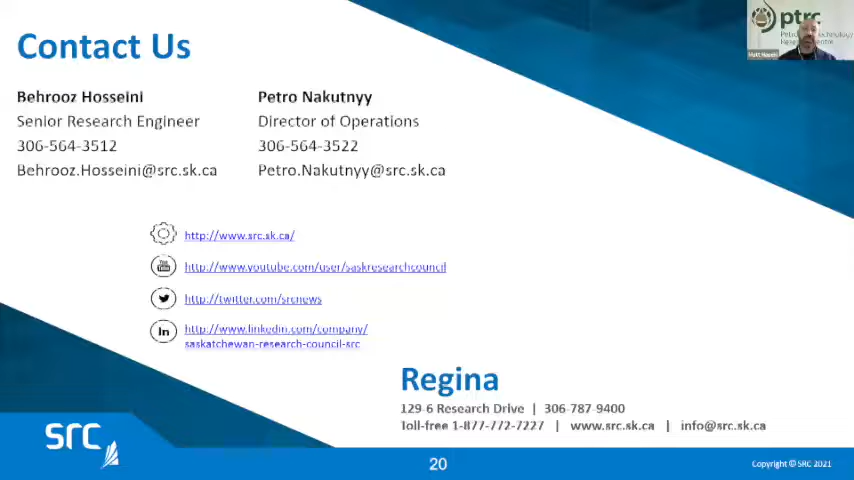 Contact Us
Behrooz Hosseini
Senior Research Engineer
306-564-3512
Behrooz.Hosseini@src.sk.ca
Petro Nakutnyy
Director of Operations
306-564-3522
Petro.Nakutnyy@src.sk.ca
http://www.src.sk.ca/
You Tube
http://www.youtube.com/user/saskresearchcouncil
http://twitter.com/srcnews
in
http://www.linkedin.com/company/
saskatchewan-research-council-src
Regina
129-6 Research Drive | 306-787-9400
Toll-free 1-877-772-7227 | www.src.sk.ca | info@src.sk.ca
src
20
Copyright © SRC 2021
ptrc